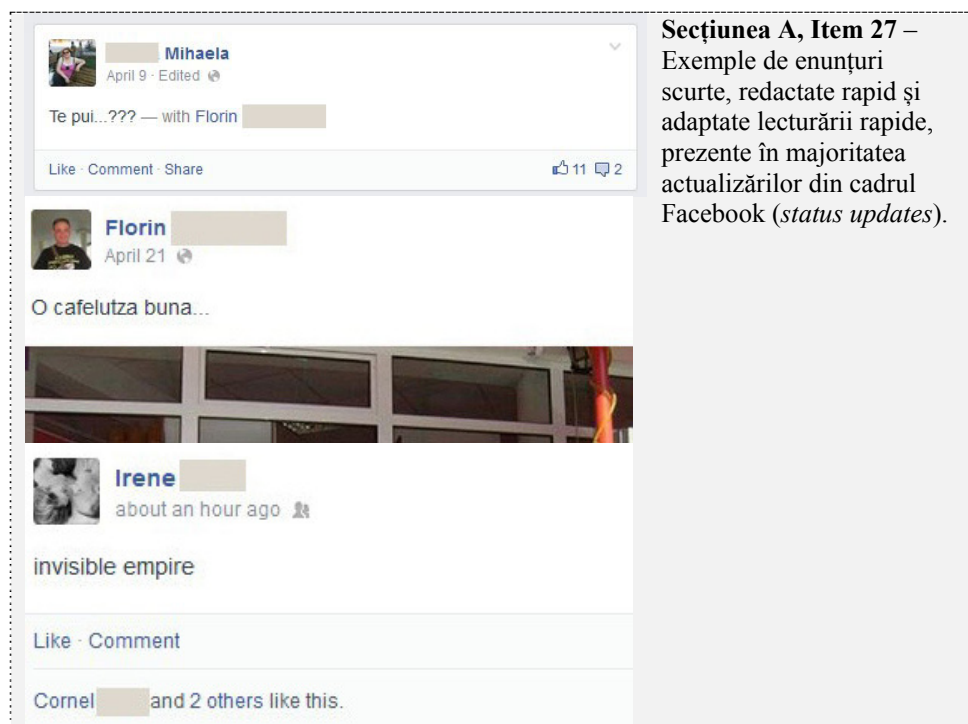 Mihaela
April 9 · Edited
Te pui...??? — with Florin
Like · Comment · Share
11 2
Florin
April 21
O cafelutza buna...
Irene
about an hour ago
invisible empire
Like · Comment
Cornel and 2 others like this.
Secțiunea A, Item 27 –
Exemple de enunțuri
scurte, redactate rapid și
adaptate lecturării rapide,
prezente în majoritatea
actualizărilor din cadrul
Facebook (status updates).